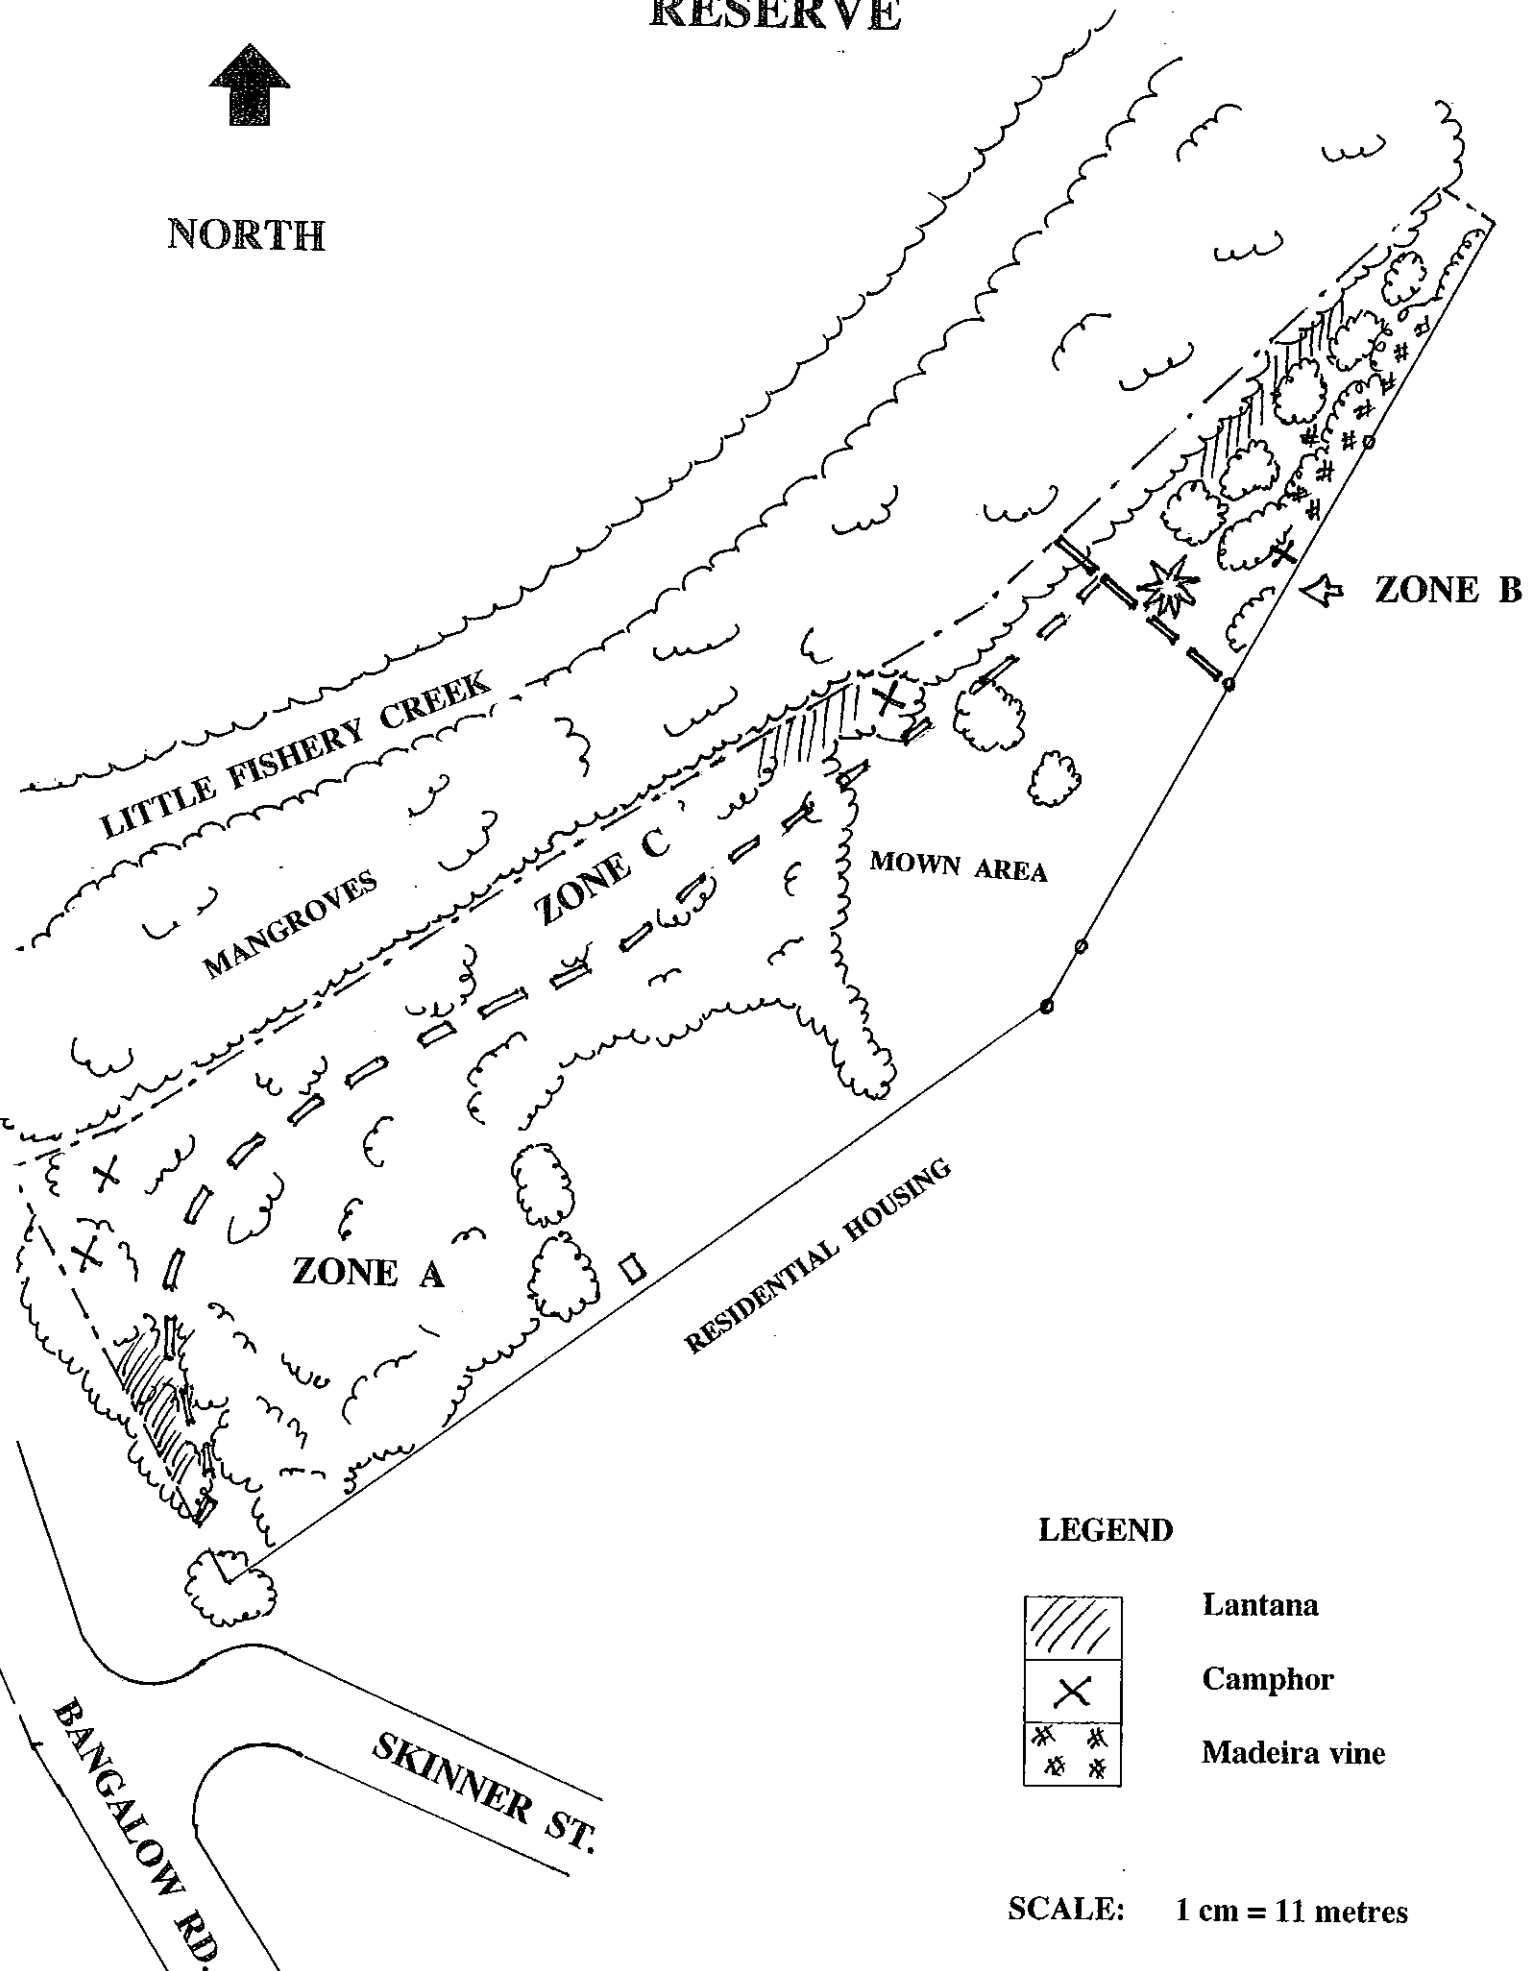 RESERVE
NORTH
ZONE B
LITTLE FISHERY CREEK
MANGROVES
ZONE C
MOWN AREA
ZONE A
RESIDENTIAL HOUSING
LEGEND
Lantana
Camphor
Madeira vine
SKINNER ST.
BANGALOW RD.
SCALE: 1 cm = 11 metres